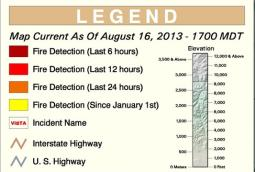 LEGEND
Map Current As Of August 16, 2013 - 1700 MDT
Fire Detection (Last 6 hours)
Fire Detection (Last 12 hours)
Fire Detection (Last 24 hours)
Fire Detection (Since January 1st)
VISTA Incident Name
Interstate Highway
U. S. Highway
Elevation
3,500 & Above 12,000 & Above
11,000
3,000 10,000
9,000
2,500 8,000
7,000
2,000
6,000
1,500 5,000
4,000
1,000 3,000
2,000
500
1,000
0 Meters 0 Feet